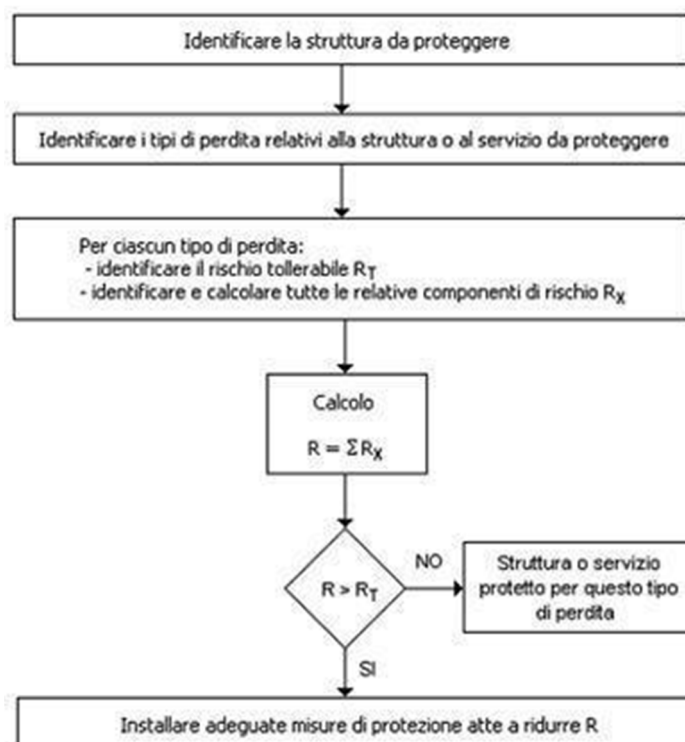 Identificare la struttura da proteggere
Identificare i tipi di perdita relativi alla struttura o al servizio da proteggere
Per ciascun tipo di perdita:
- identificare il rischio tollerabile RT
- identificare e calcolare tutte le relative componenti di rischio RX
Calcolo
R = ΣRX
R > RT
NO
Struttura o servizio
protetto per questo tipo
di perdita
SI
Installare adeguate misure di protezione atte a ridurre R